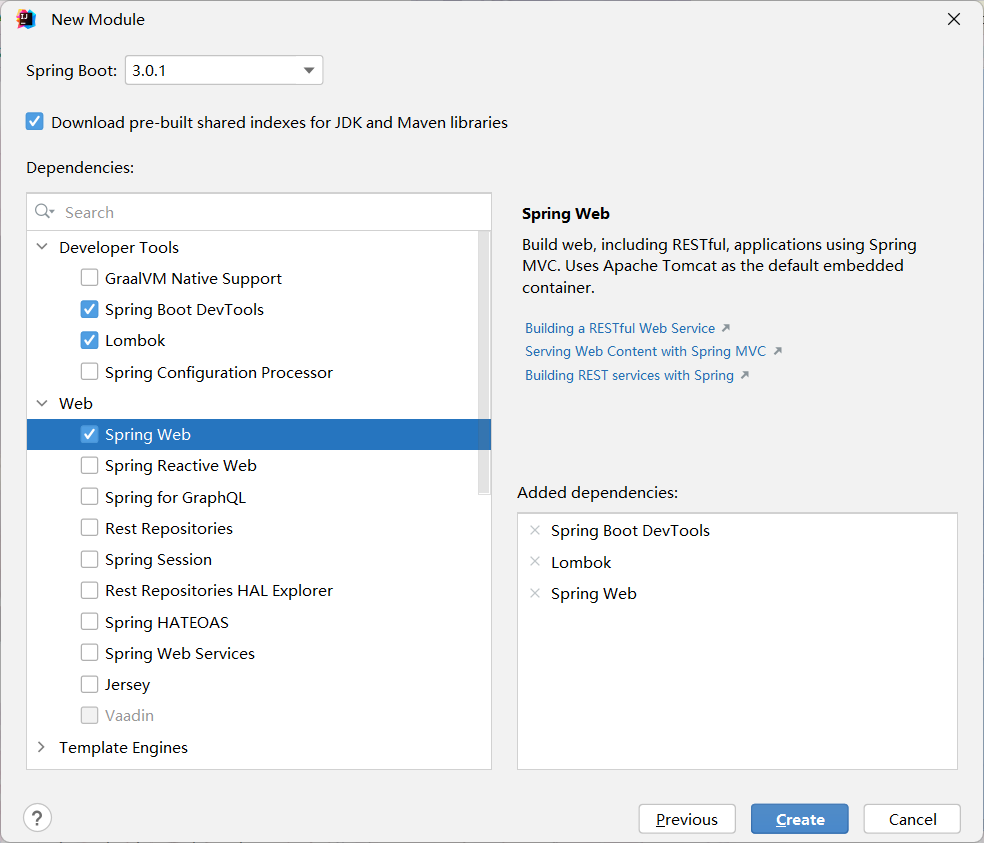 New Module
Spring Boot: 3.0.1
Download pre-built shared indexes for JDK and Maven libraries
Dependencies:
Search
Developer Tools
GraalVM Native Support
Spring Boot DevTools
Lombok
Spring Configuration Processor
Web
Spring Web
Spring Reactive Web
Spring for GraphQL
Rest Repositories
Spring Session
Rest Repositories HAL Explorer
Spring HATEOAS
Spring Web Services
Jersey
Vaadin
Template Engines
Spring Web
Build web, including RESTful, applications using Spring
MVC. Uses Apache Tomcat as the default embedded
container.
Building a RESTful Web Service
Serving Web Content with Spring MVC
Building REST services with Spring
Added dependencies:
Spring Boot DevTools
Lombok
Spring Web
?
Previous
Create
Cancel